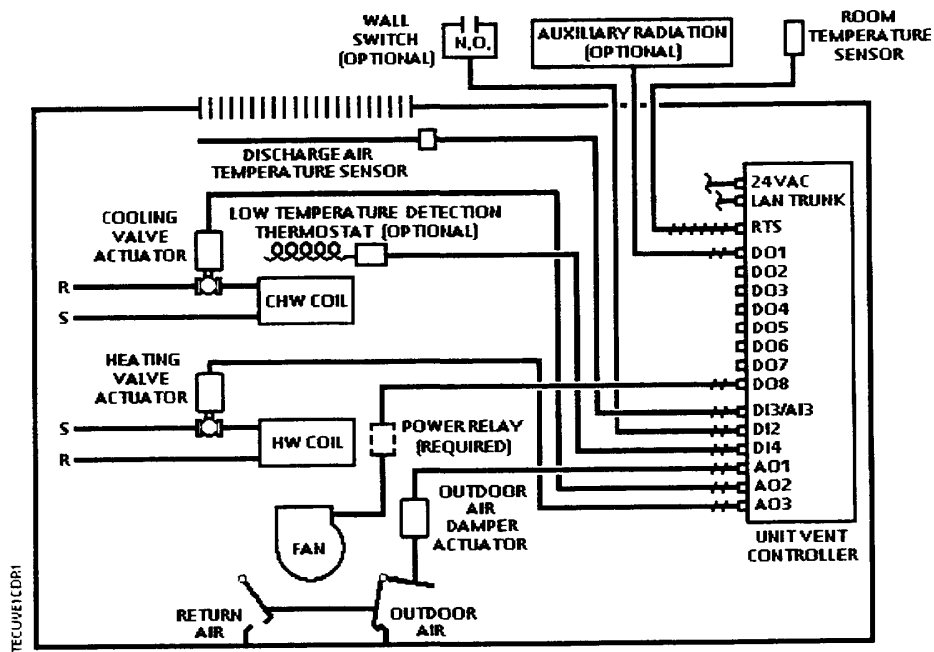 WALL
SWITCH
(OPTIONAL)
N.O.
AUXILIARY RADIATION
(OPTIONAL)
ROOM
TEMPERATURE
SENSOR
DISCHARGE AIR
TEMPERATURE SENSOR
COOLING
VALVE
ACTUATOR
LOW TEMPERATURE DETECTION
THERMOSTAT (OPTIONAL)
R
S
CHW COIL
HEATING
VALVE
ACTUATOR
S
R
HW COIL
POWER RELAY
(REQUIRED)
OUTDOOR
AIR
DAMPER
ACTUATOR
FAN
RETURN
AIR
OUTDOOR
AIR
24 VAC
LAN TRUNK
RTS
DO1
DO2
DO3
DO4
DO5
DO6
DO7
DO8
DI3/AI3
DI2
DI4
AO1
AO2
AO3
UNIT VENT
CONTROLLER
TECUVE1CDR1